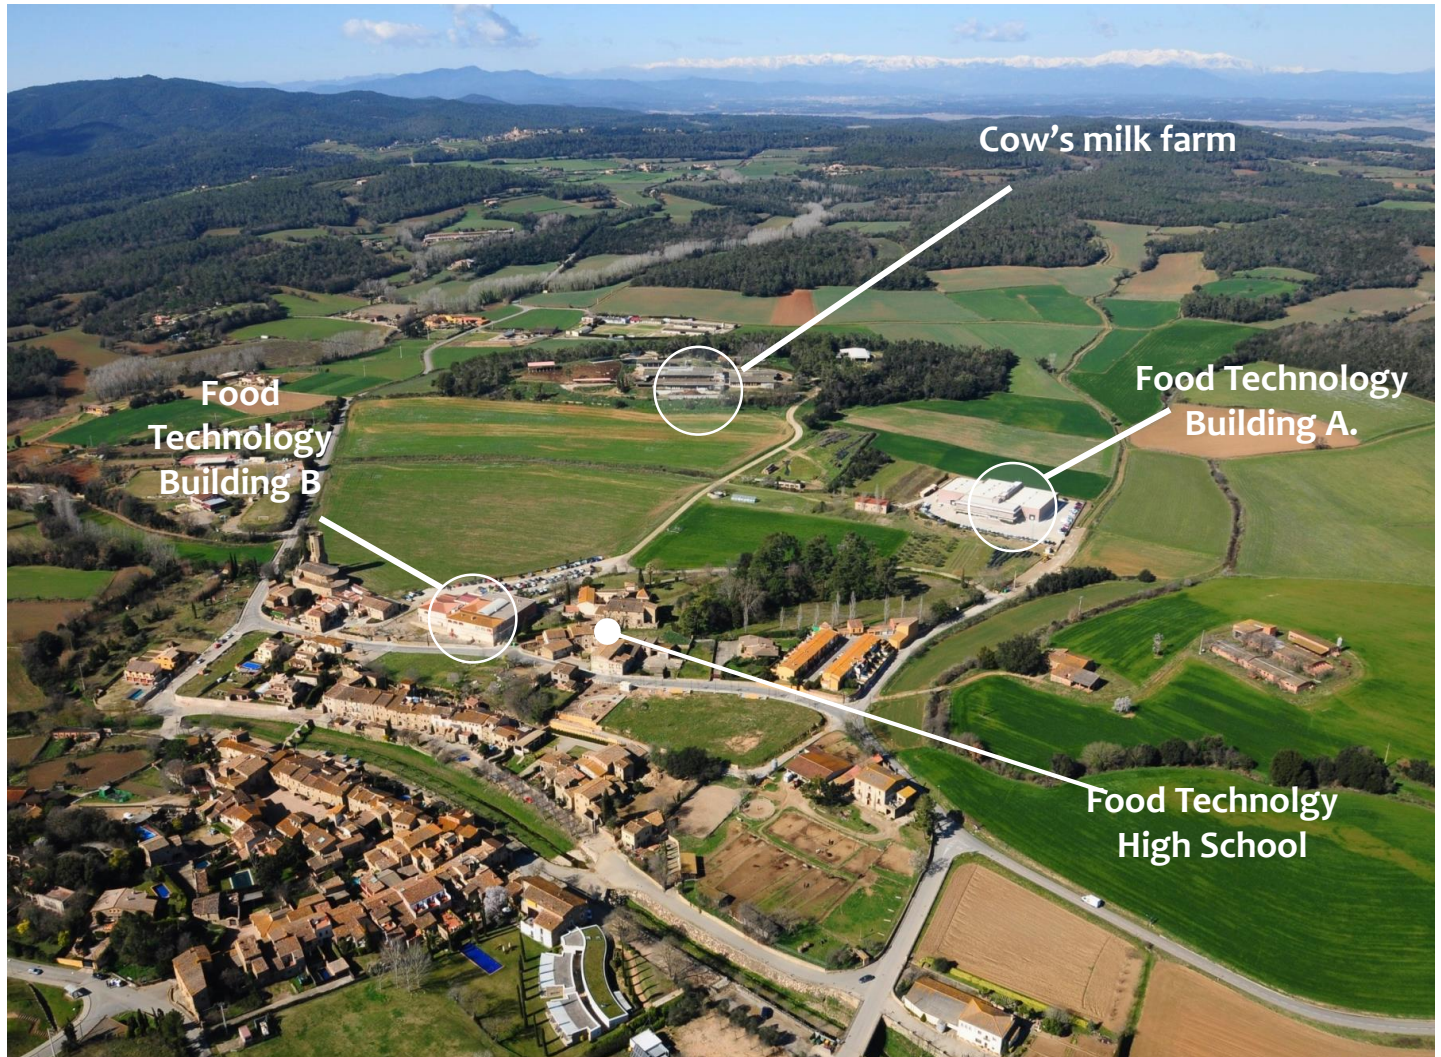 Cow's milk farm
Food Technology
Building A.
Food
Technology
Building B
Food Technolgy
High School